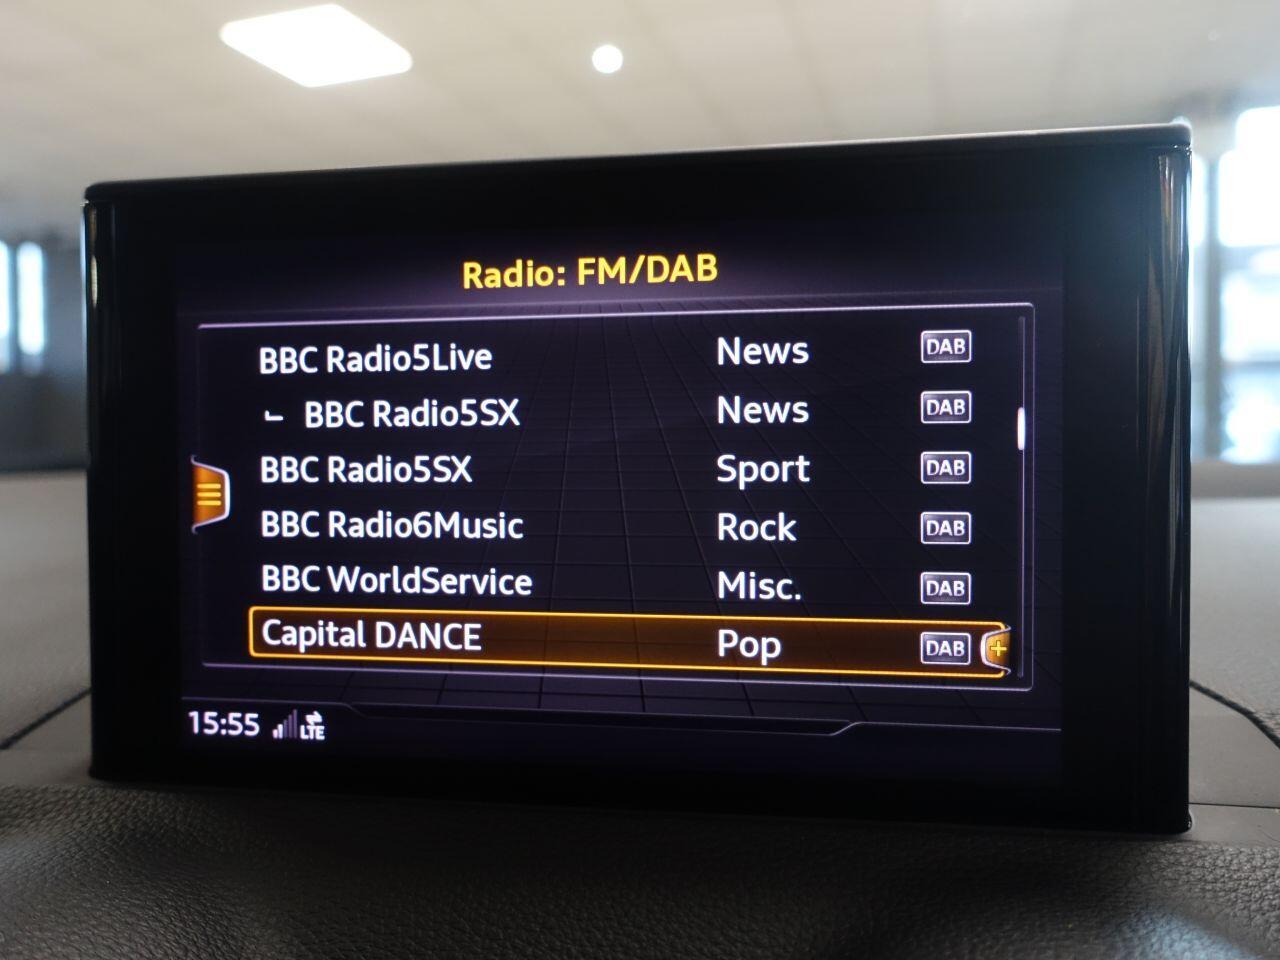 Radio: FM/DAB
BBC Radio5Live News DAB
BBC Radio5SX News DAB
BBC Radio5SX Sport DAB
BBC Radio6Music Rock DAB
BBC WorldService Misc. DAB
Capital DANCE Pop DAB +
15:55 LTE